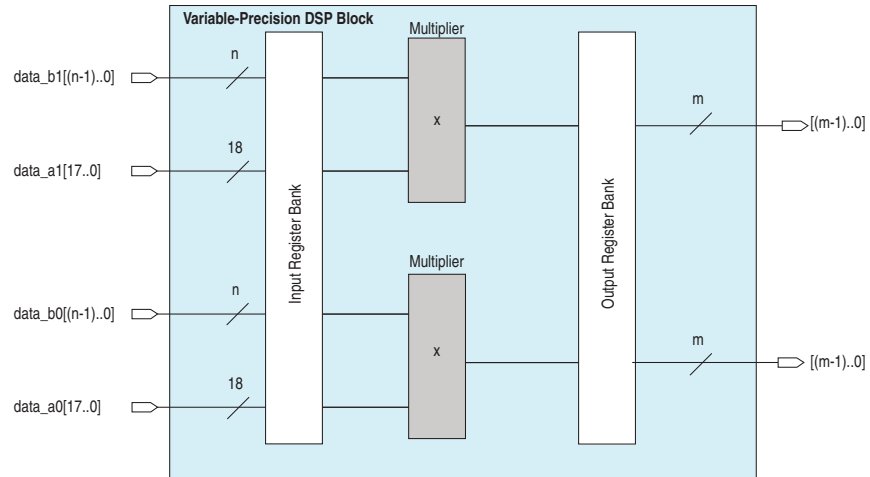 Variable-Precision DSP Block
Multiplier
n
data_b1[(n-1)..0]
m
x
[(m-1)..0]
18
data_a1[17..0]
Input Register Bank
Output Register Bank
Multiplier
n
data_b0[(n-1)..0]
m
x
[(m-1)..0]
18
data_a0[17..0]